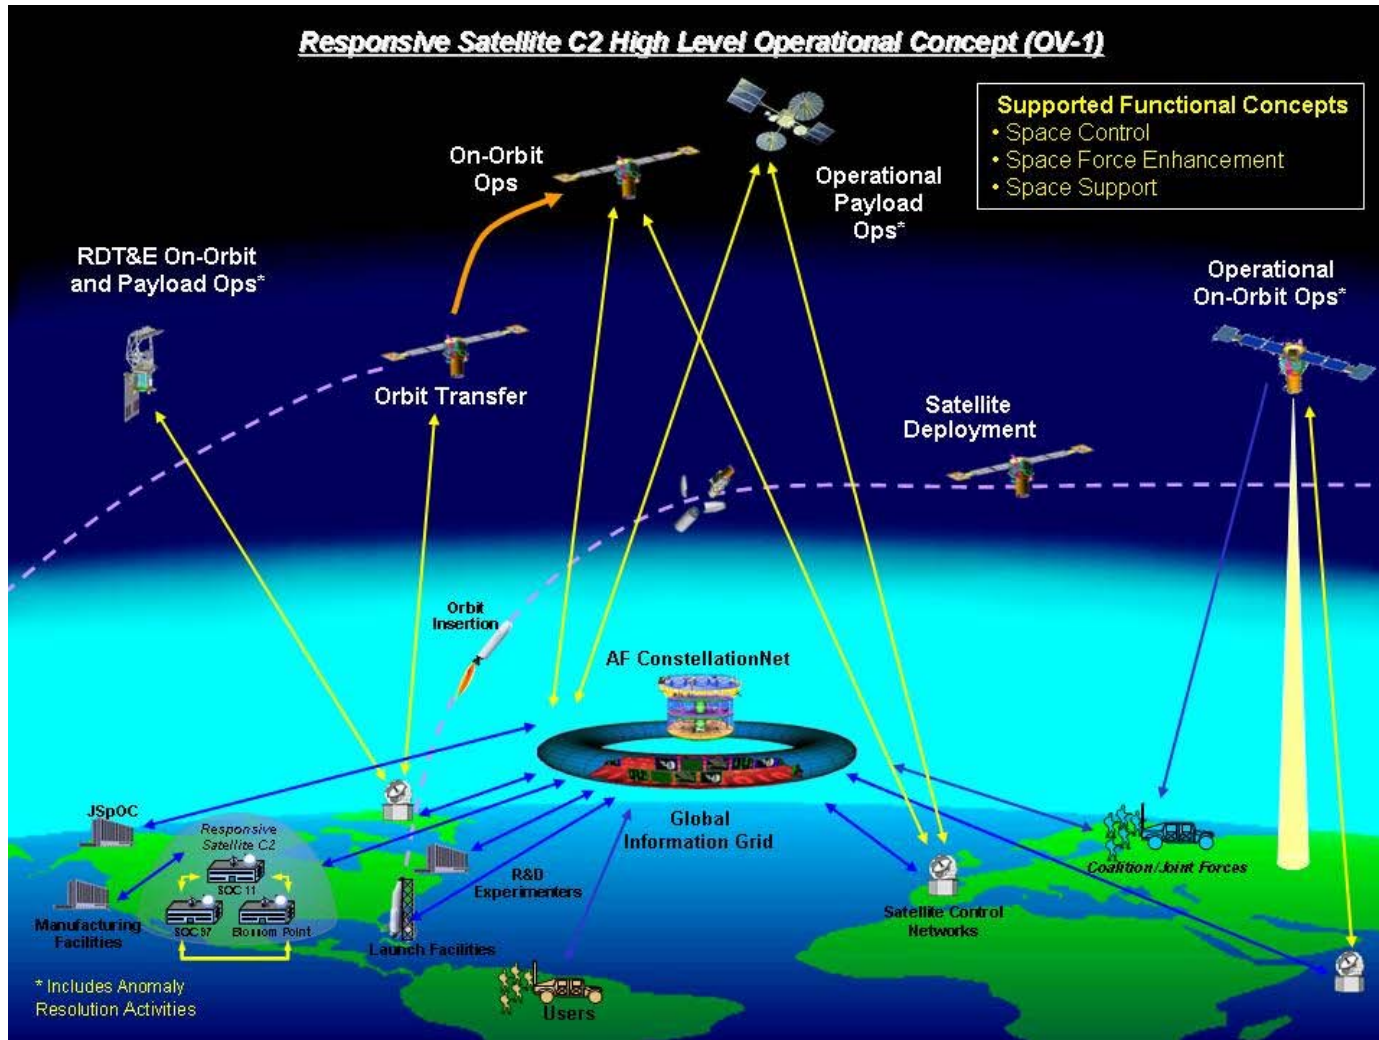 Responsive Satellite C2 High Level Operational Concept (OV-1)
Supported Functional Concepts
• Space Control
• Space Force Enhancement
• Space Support
On-Orbit
Ops
Operational
Payload
Ops*
RDT&E On-Orbit
and Payload Ops*
Operational
On-Orbit Ops*
Orbit Transfer
Satellite
Deployment
Orbit
Insertion
AF ConstellationNet
JSpOC
Responsive
Satellite C2
SOC 11
SOC 97
Blossom Point
Manufacturing
Facilities
Global
Information Grid
R&D
Experimenters
Launch Facilities
Coalition/Joint Forces
Satellite Control
Networks
Users
* Includes Anomaly
Resolution Activities